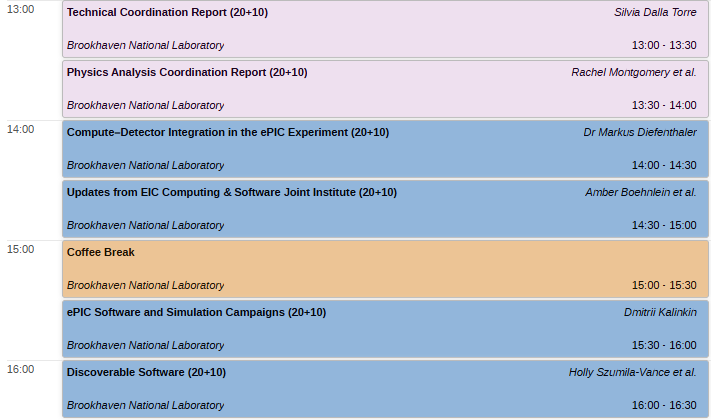 13:00
Technical Coordination Report (20+10) Silvia Dalla Torre
Brookhaven National Laboratory 13:00 - 13:30
Physics Analysis Coordination Report (20+10) Rachel Montgomery et al.
Brookhaven National Laboratory 13:30 - 14:00
14:00
Compute–Detector Integration in the ePIC Experiment (20+10) Dr Markus Diefenthaler
Brookhaven National Laboratory 14:00 - 14:30
Updates from EIC Computing & Software Joint Institute (20+10) Amber Boehnlein et al.
Brookhaven National Laboratory 14:30 - 15:00
15:00
Coffee Break
Brookhaven National Laboratory 15:00 - 15:30
ePIC Software and Simulation Campaigns (20+10) Dmitrii Kalinkin
Brookhaven National Laboratory 15:30 - 16:00
16:00
Discoverable Software (20+10) Holly Szumila-Vance et al.
Brookhaven National Laboratory 16:00 - 16:30